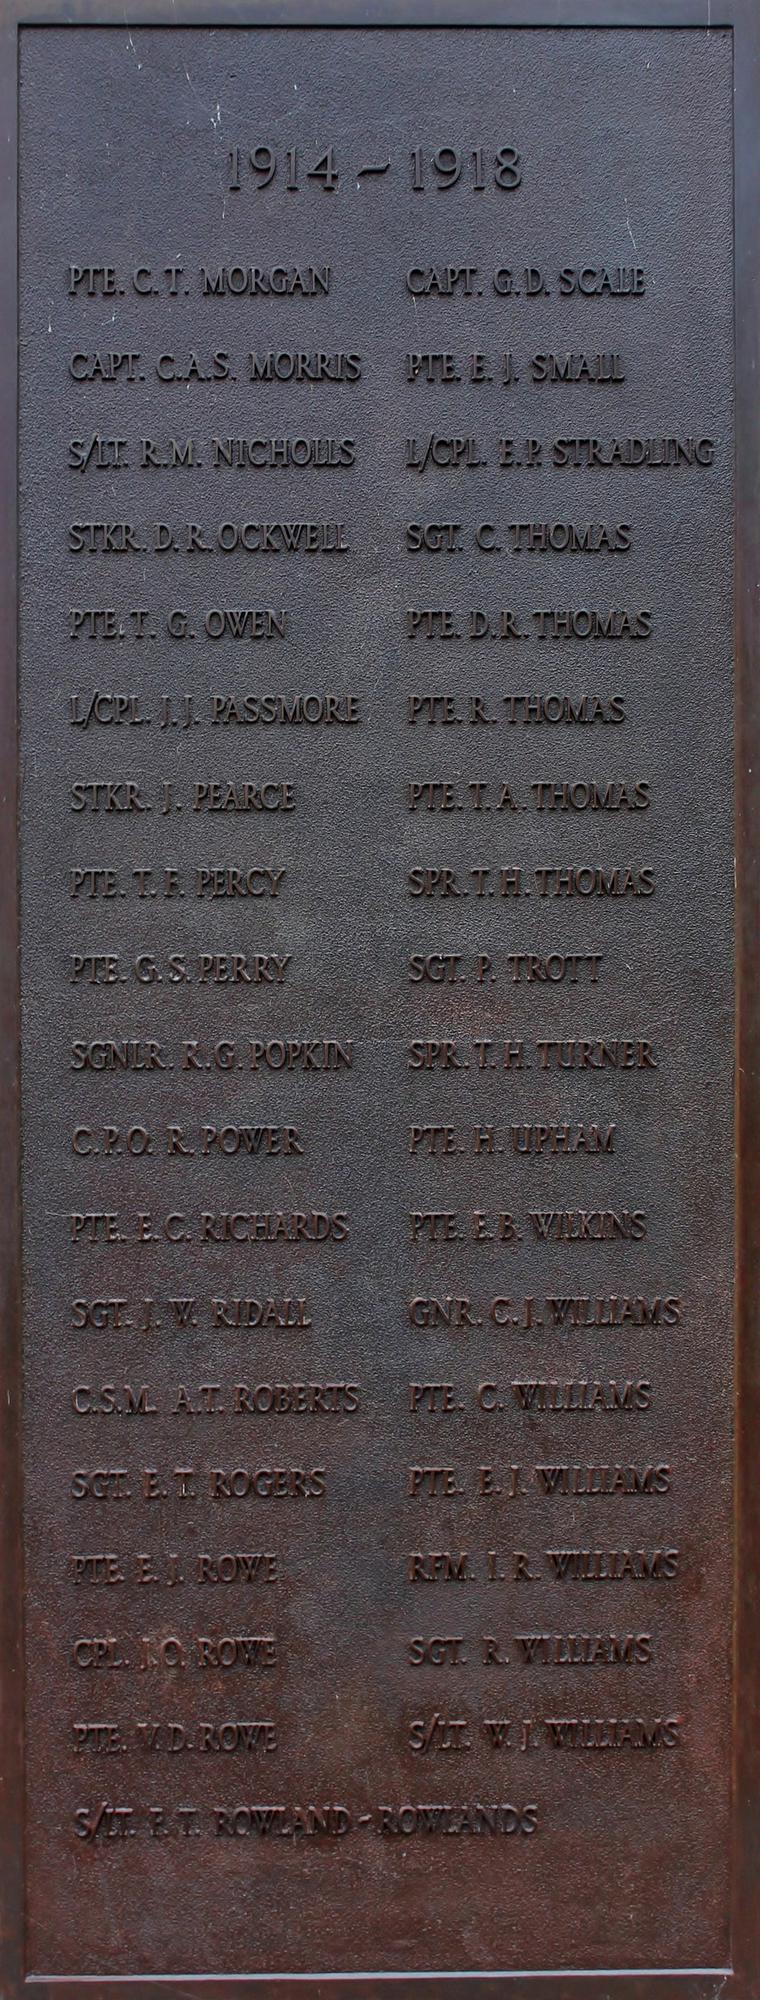 1914 ~ 1918
PTE. C. T. MORGAN
CAPT. C.A.S. MORRIS
S/LT. R.M. NICHOLLS
STKR. D. R. OCKWELL
PTE. T. G. OWEN
L/CPL. J. J. PASSMORE
STKR. J. PEARCE
PTE. T. F. PERCY
PTE. G. S. PERRY
SGNLR. R. G. POPKIN
C.P.O. R. POWER
PTE. E. C. RICHARDS
SGT. J. W. RIDALL
C.S.M. A.T. ROBERTS
SGT. E. T. ROGERS
PTE. E. J. ROWE
CPL. J. O. ROWE
PTE. V. D. ROWE
S/LT. F. T. ROWLAND ~ ROWLANDS
CAPT. G. D. SCALE
PTE. E. J. SMALL
L/CPL. E. P. STRADLING
SGT. C. THOMAS
PTE. D. R. THOMAS
PTE. R. THOMAS
PTE. T. A. THOMAS
SPR. T. H. THOMAS
SGT. P. TROTT
SPR. T. H. TURNER
PTE. H. UPHAM
PTE. E. B. WILKINS
GNR. C. J. WILLIAMS
PTE. C. WILLIAMS
PTE. E. J. WILLIAMS
RFM. I. R. WILLIAMS
SGT. R. WILLIAMS
S/LT. W. J. WILLIAMS